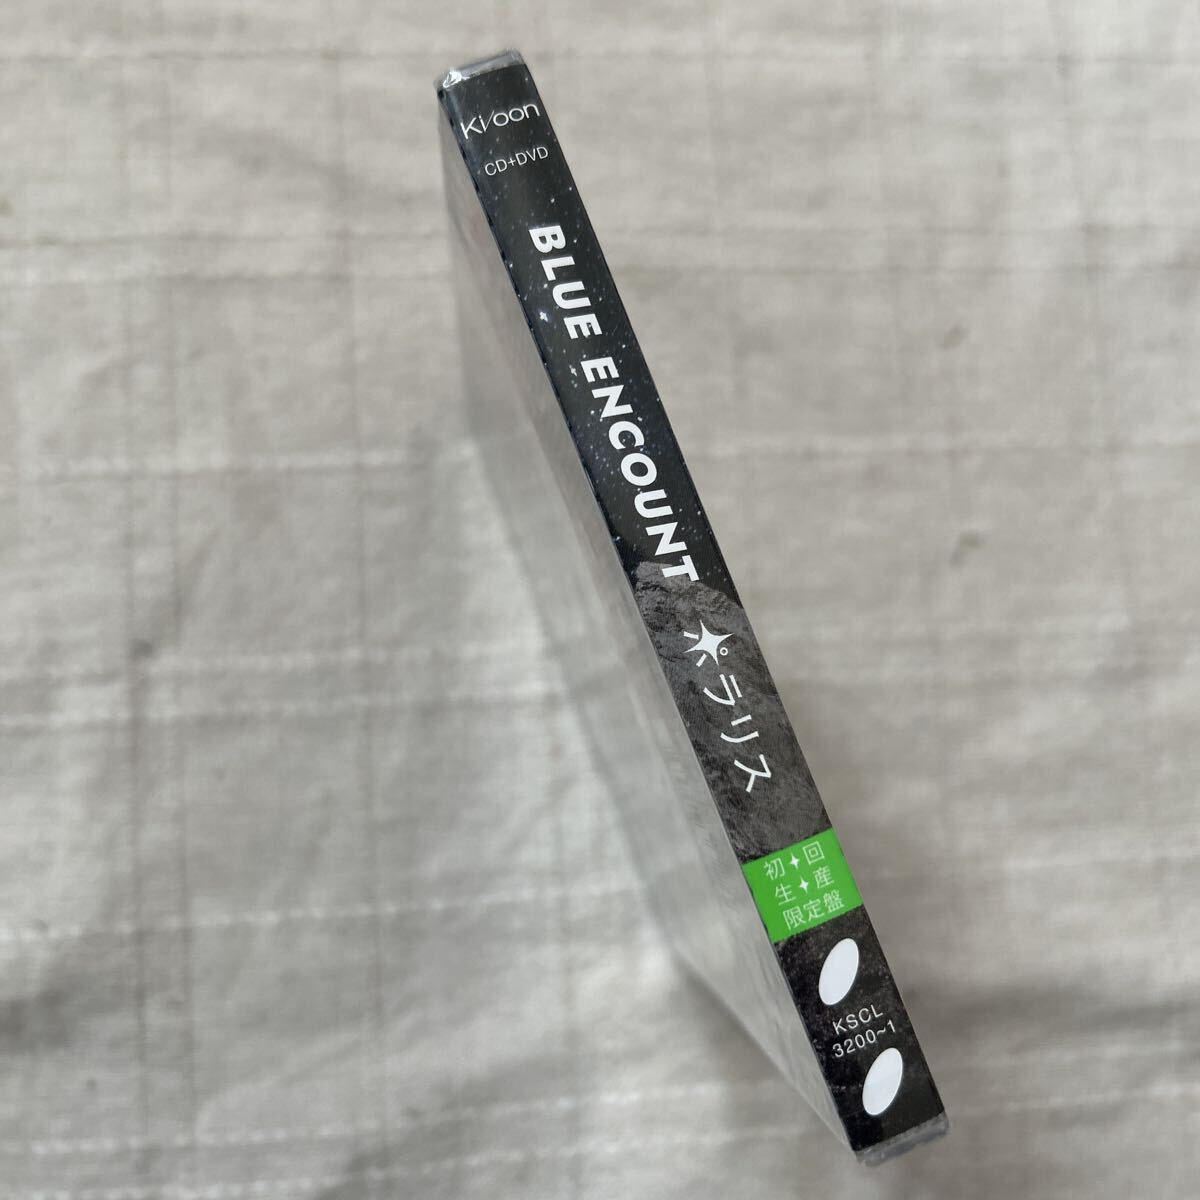 Ki/oon
CD+DVD
BLUE ENCOUNT
ポラリス
初回
生産
限定盤
KSCL
3200~1